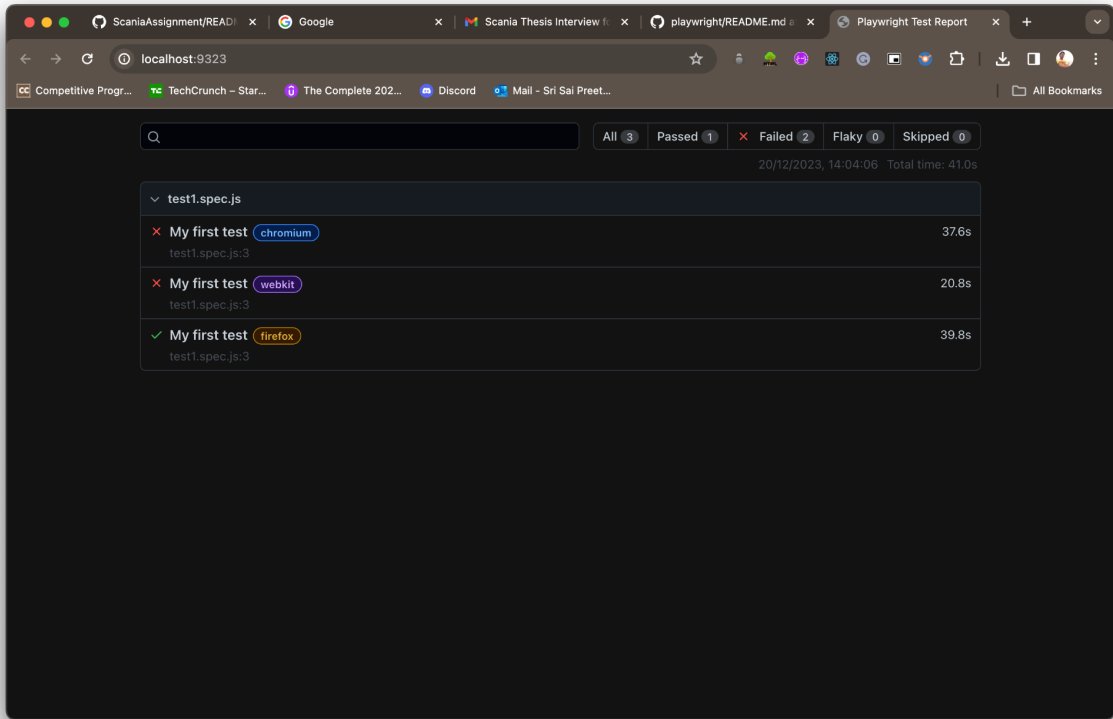 ScaniaAssignment/READM
Google
Scania Thesis Interview fo
playwright/README.md a
Playwright Test Report
localhost:9323
CC Competitive Progr...
TC TechCrunch – Star...
The Complete 202...
Discord
Mail - Sri Sai Preet...
All Bookmarks
All 3
Passed 1
Failed 2
Flaky 0
Skipped 0
20/12/2023, 14:04:06 Total time: 41.0s
test1.spec.js
My first test chromium 37.6s
test1.spec.js:3
My first test webkit 20.8s
test1.spec.js:3
My first test firefox 39.8s
test1.spec.js:3